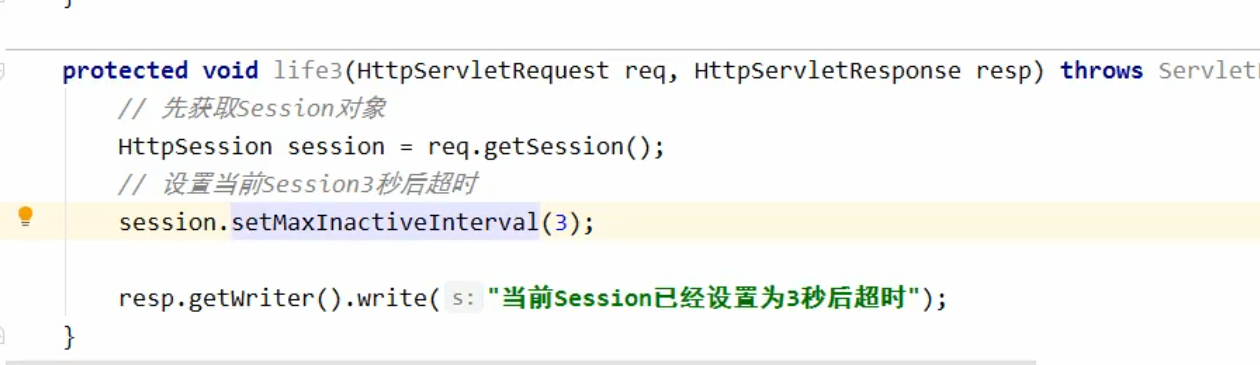 }
protected void life3(HttpServletRequest req, HttpServletResponse resp) throws
// 先获取Session对象
HttpSession session = req.getSession();
// 设置当前Session3秒后超时
session.setMaxInactiveInterval(3);
resp.getWriter().write( s: "当前Session已经设置为3秒后超时");
}